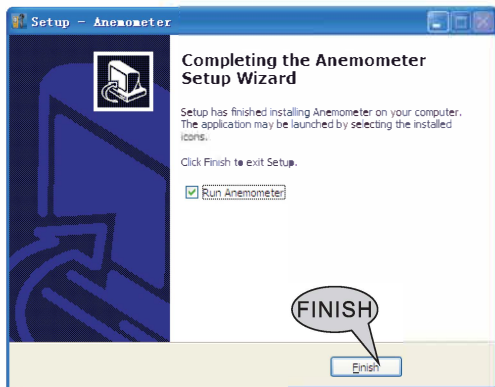 Setup - Anemometer
Completing the Anemometer
Setup Wizard
Setup has finished installing Anemometer on your computer.
The application may be launched by selecting the installed
icons.
Click Finish to exit Setup.
Run Anemometer
FINISH
Finish